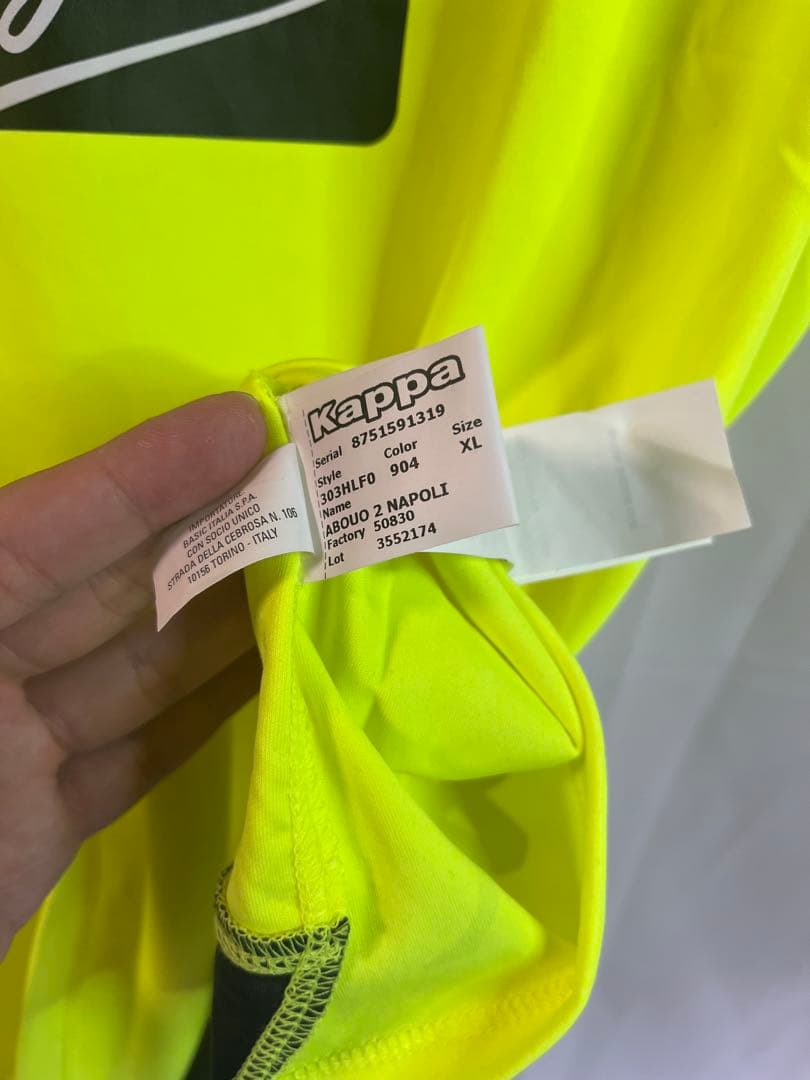 Kappa
Serial 8751591319
Style Color Size
303HLF0 904 XL
Name
ABOUO 2 NAPOLI
Factory 50830
Lot 3552174
IMPORTATORE
BASIC ITALIA S.P.A.
CON SOCIO UNICO
STRADA DELLA CEBROSA N. 106
10156 TORINO - ITALY